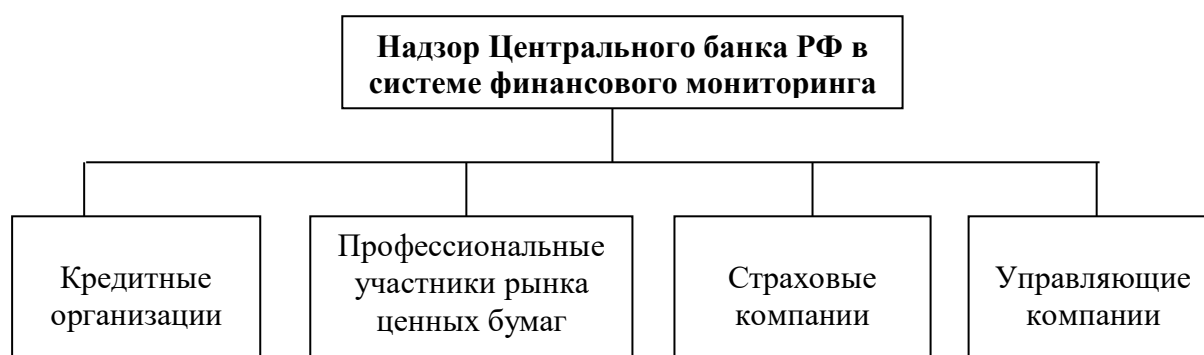 Надзор Центрального банка РФ в
системе финансового мониторинга
Кредитные
организации
Профессиональные
участники рынка
ценных бумаг
Страховые
компании
Управляющие
компании